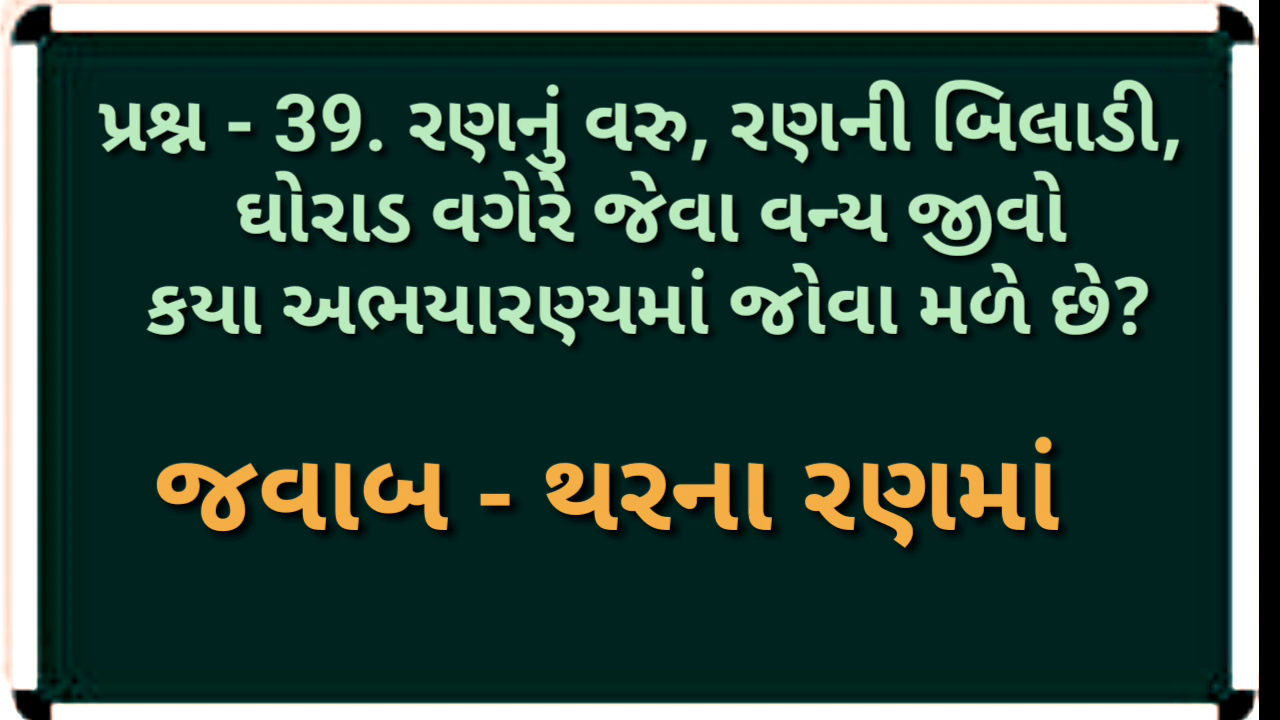 પ્રશ્ન - 39. રણનું વરુ, રણની બિલાડી,
ઘોરાડ વગેરે જેવા વન્ય જીવો
કયા અભયારણ્યમાં જોવા મળે છે?
જવાબ - થરના રણમાં